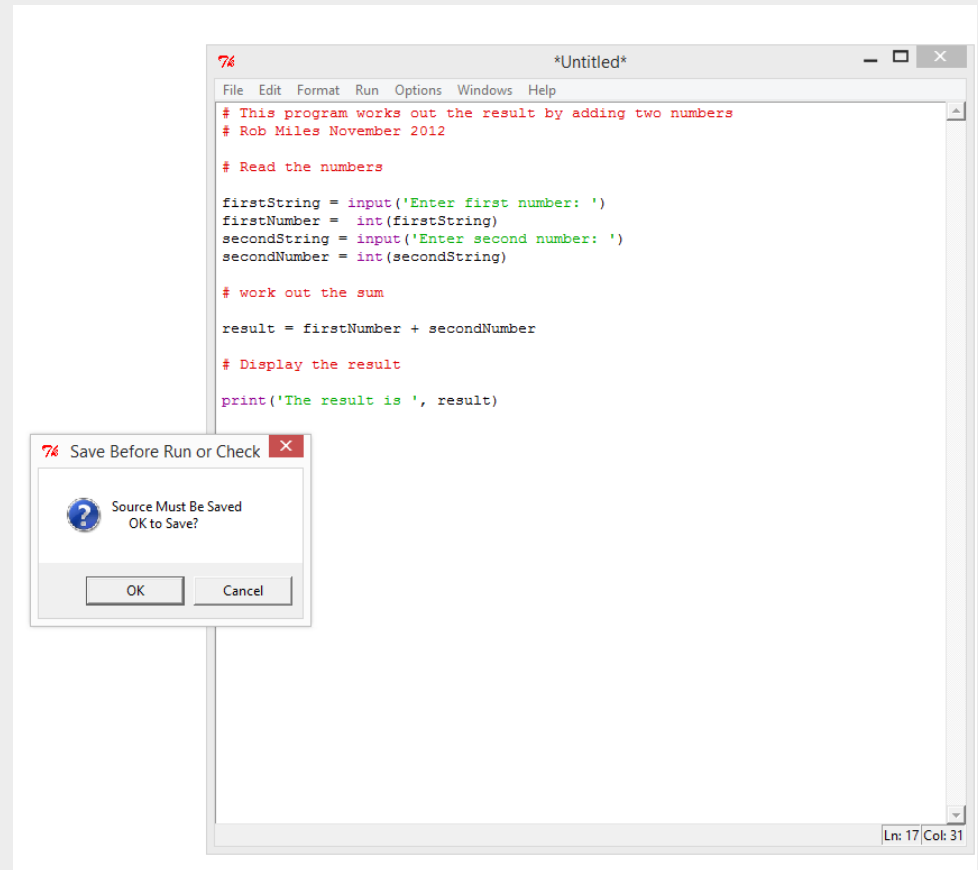 *Untitled*
File Edit Format Run Options Windows Help
# This program works out the result by adding two numbers
# Rob Miles November 2012
# Read the numbers
firstString = input('Enter first number: ')
firstNumber =  int(firstString)
secondString = input('Enter second number: ')
secondNumber = int(secondString)
# work out the sum
result = firstNumber + secondNumber
# Display the result
print('The result is ', result)
Save Before Run or Check
Source Must Be Saved
OK to Save?
OK Cancel
Ln: 17 Col: 31